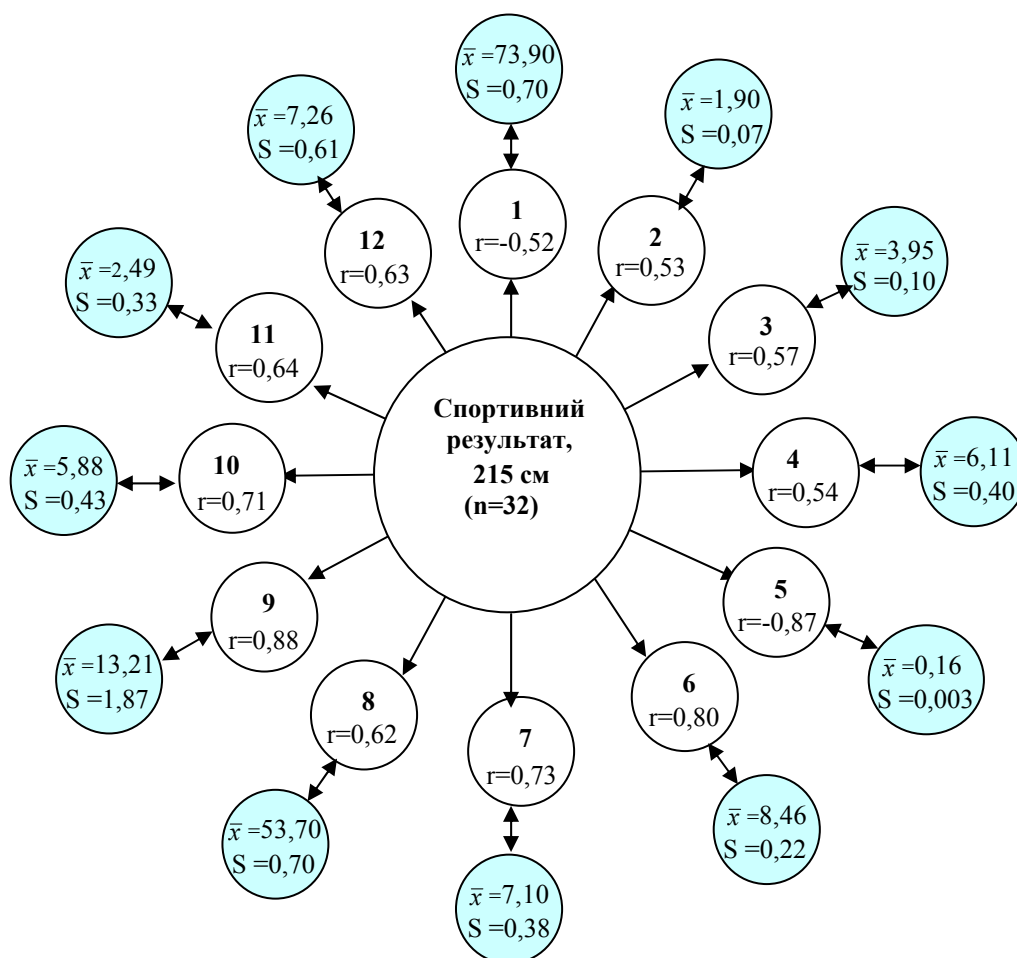 x̄ =73,90
S =0,70
x̄ =1,90
S =0,07
x̄ =7,26
S =0,61
1
r=-0,52
2
r=0,53
12
r=0,63
x̄ =3,95
S =0,10
x̄ =2,49
S =0,33
3
r=0,57
11
r=0,64
Спортивний
результат,
215 см
(n=32)
4
r=0,54
x̄ =6,11
S =0,40
10
r=0,71
x̄ =5,88
S =0,43
5
r=-0,87
9
r=0,88
x̄ =0,16
S =0,003
x̄ =13,21
S =1,87
6
r=0,80
8
r=0,62
7
r=0,73
x̄ =8,46
S =0,22
x̄ =53,70
S =0,70
x̄ =7,10
S =0,38